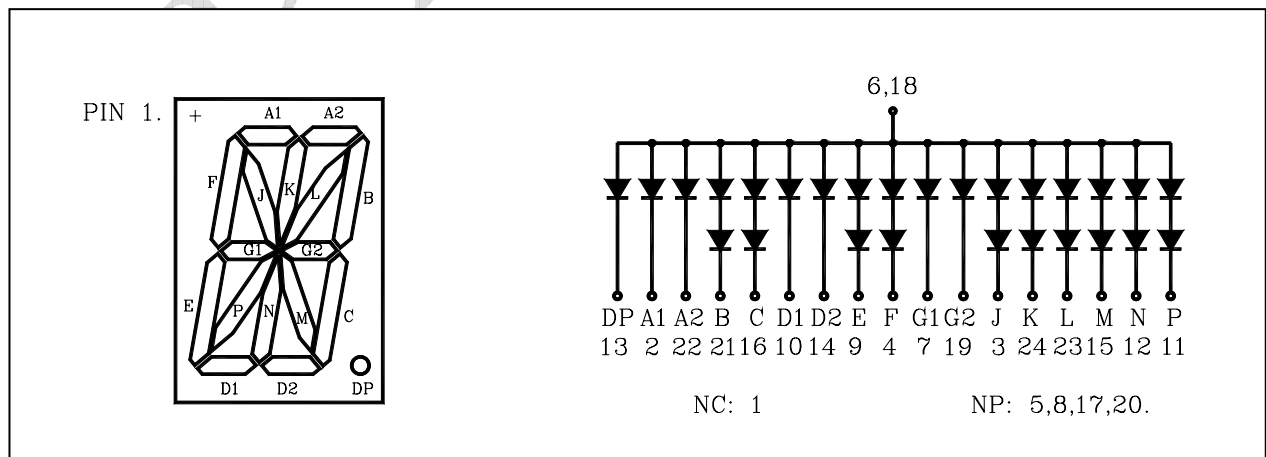 6,18
PIN 1.
+
A1 A2
F J K L B
G1 G2
E P N M C
D1 D2 DP
DP A1 A2 B C D1 D2 E F G1 G2 J K L M N P
13 2 22 21 16 10 14 9 4 7 19 3 24 23 15 12 11
NC: 1 NP: 5,8,17,20.